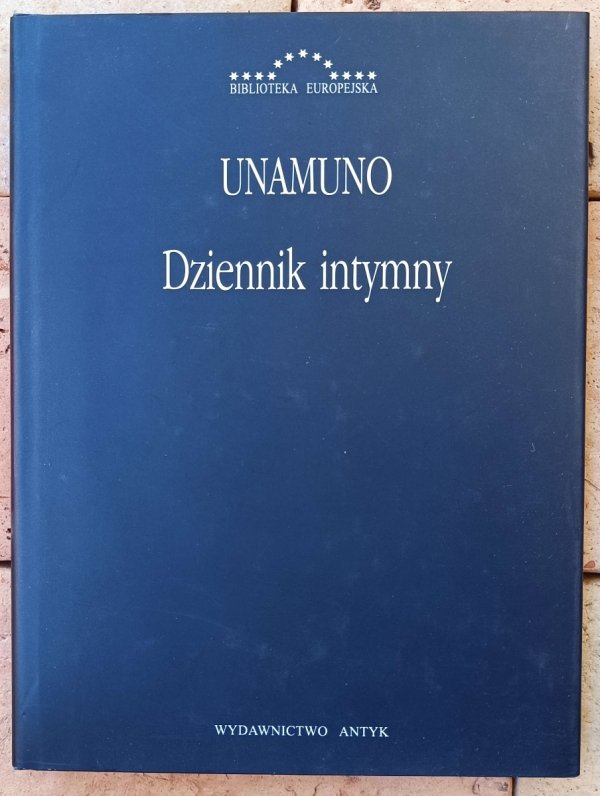 BIBLIOTEKA EUROPEJSKA
UNAMUNO
Dziennik intymny
WYDAWNICTWO ANTYK